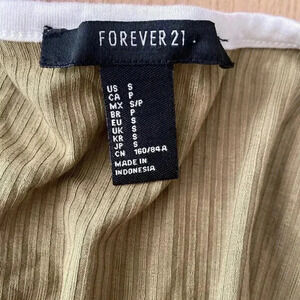 FOREVER 21
US S
CA P
MX S/P
BR P
EU S
UK S
KR S
JP S
CN 160/84A
MADE IN
INDONESIA